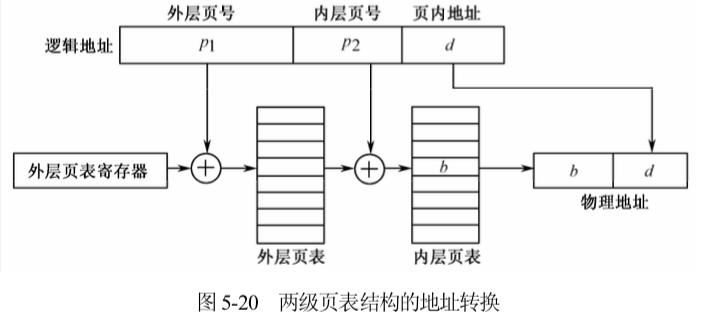 外层页号 内层页号 页内地址
逻辑地址 p1 p2 d
外层页表寄存器 + + b b d
物理地址
外层页表 内层页表
图 5-20 两级页表结构的地址转换